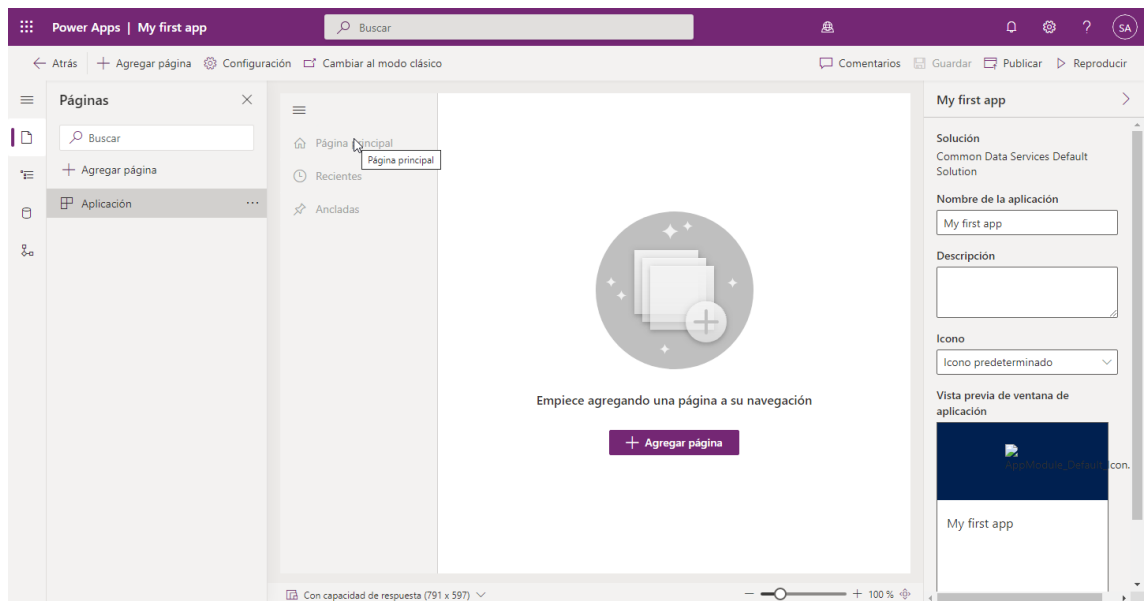 Power Apps | My first app
Buscar
SA
Atrás
Agregar página
Configuración
Cambiar al modo clásico
Comentarios
Guardar
Publicar
Reproducir
Páginas
Buscar
Agregar página
Aplicación
Página principal
Página principal
Recientes
Ancladas
Empiece agregando una página a su navegación
Agregar página
Con capacidad de respuesta (791 x 597)
100 %
My first app
Solución
Common Data Services Default
Solution
Nombre de la aplicación
My first app
Descripción
Icono
Icono predeterminado
Vista previa de ventana de
aplicación
AppModule_Default_Icon.
My first app